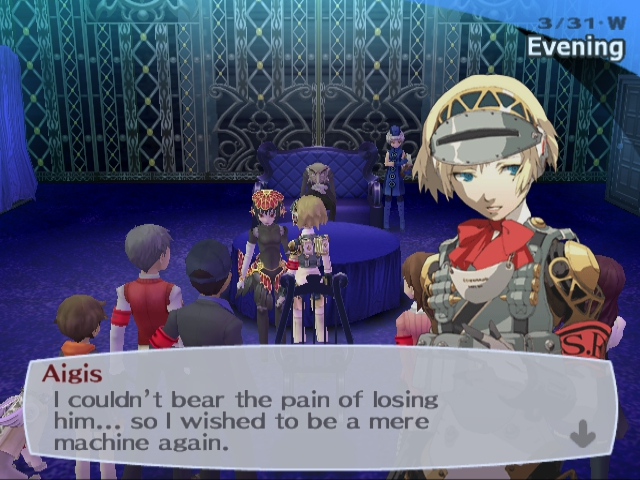 3/31·W
Evening
S.
Aigis
I couldn't bear the pain of losing
him... so I wished to be a mere
machine again.